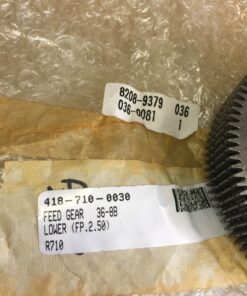 8208-9379 036
036-0081 1
418-710-0030
FEED GEAR 36-8B
LOWER (FP.2.50)
R710